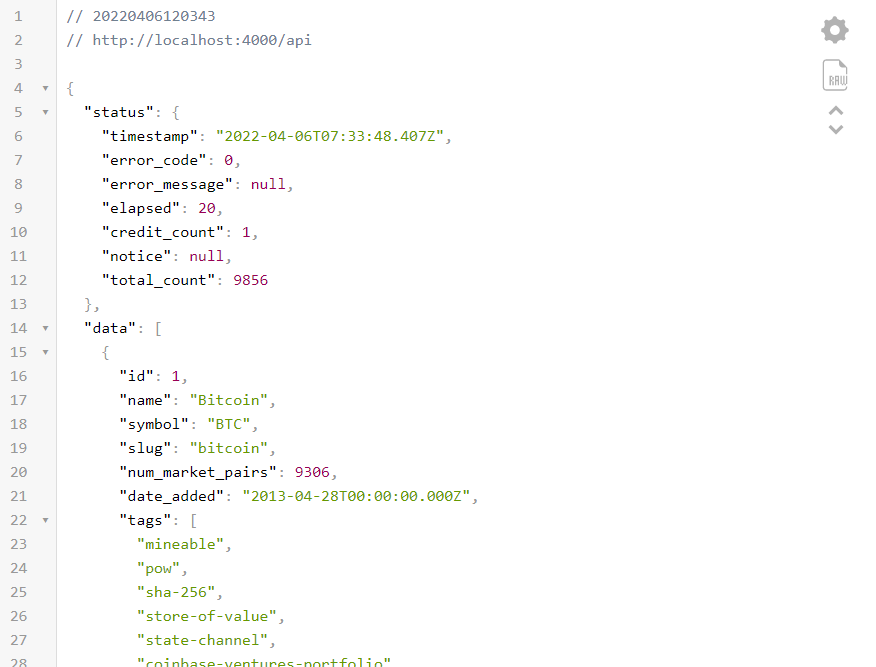 1 // 20220406120343
2 // http://localhost:4000/api
3
4 {
5 "status": {
6 "timestamp": "2022-04-06T07:33:48.407Z",
7 "error_code": 0,
8 "error_message": null,
9 "elapsed": 20,
10 "credit_count": 1,
11 "notice": null,
12 "total_count": 9856
13 },
14 "data": [
15 {
16 "id": 1,
17 "name": "Bitcoin",
18 "symbol": "BTC",
19 "slug": "bitcoin",
20 "num_market_pairs": 9306,
21 "date_added": "2013-04-28T00:00:00.000Z",
22 "tags": [
23 "mineable",
24 "pow",
25 "sha-256",
26 "store-of-value",
27 "state-channel",
28 "coinbase-ventures-portfolio"
RAW